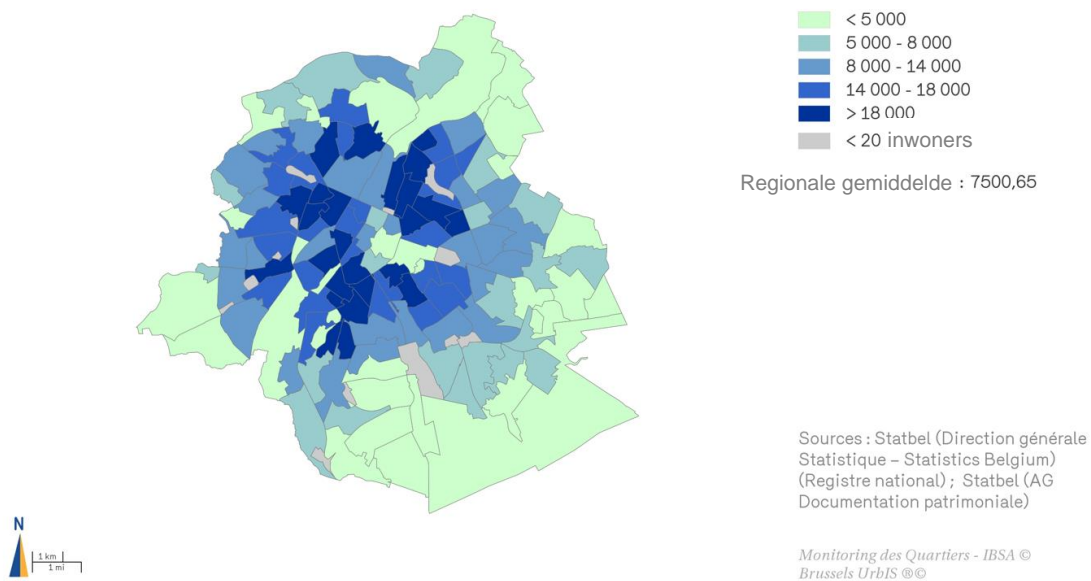 < 5 000
5 000 - 8 000
8 000 - 14 000
14 000 - 18 000
> 18 000
< 20 inwoners
Regionale gemiddelde : 7500,65
Sources : Statbel (Direction générale
Statistique – Statistics Belgium)
(Registre national) ; Statbel (AG
Documentation patrimoniale)
Monitoring des Quartiers - IBSA ©
Brussels UrbIS ®©
N
1 km
1 mi